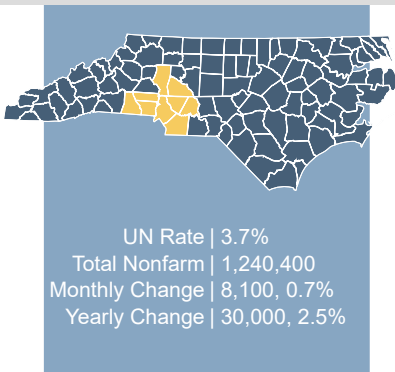 UN Rate | 3.7%
Total Nonfarm | 1,240,400
Monthly Change | 8,100, 0.7%
Yearly Change | 30,000, 2.5%